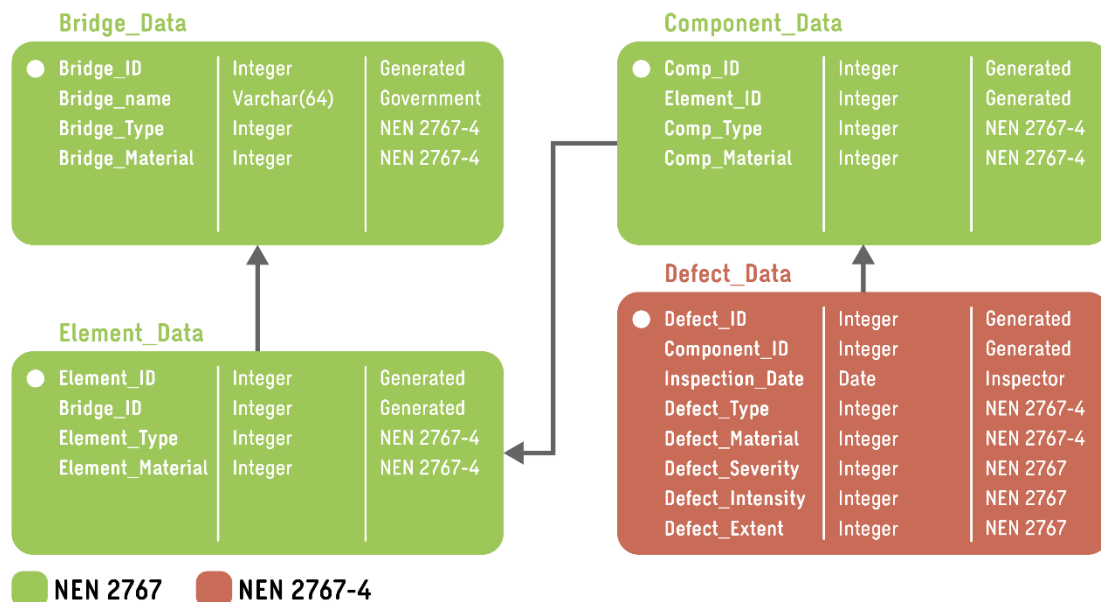 Bridge_Data
Bridge_ID Integer Generated
Bridge_name Varchar(64) Government
Bridge_Type Integer NEN 2767-4
Bridge_Material Integer NEN 2767-4
Element_Data
Element_ID Integer Generated
Bridge_ID Integer Generated
Element_Type Integer NEN 2767-4
Element_Material Integer NEN 2767-4
Component_Data
Comp_ID Integer Generated
Element_ID Integer Generated
Comp_Type Integer NEN 2767-4
Comp_Material Integer NEN 2767-4
Defect_Data
Defect_ID Integer Generated
Component_ID Integer Generated
Inspection_Date Date Inspector
Defect_Type Integer NEN 2767-4
Defect_Material Integer NEN 2767-4
Defect_Severity Integer NEN 2767
Defect_Intensity Integer NEN 2767
Defect_Extent Integer NEN 2767
NEN 2767 NEN 2767-4